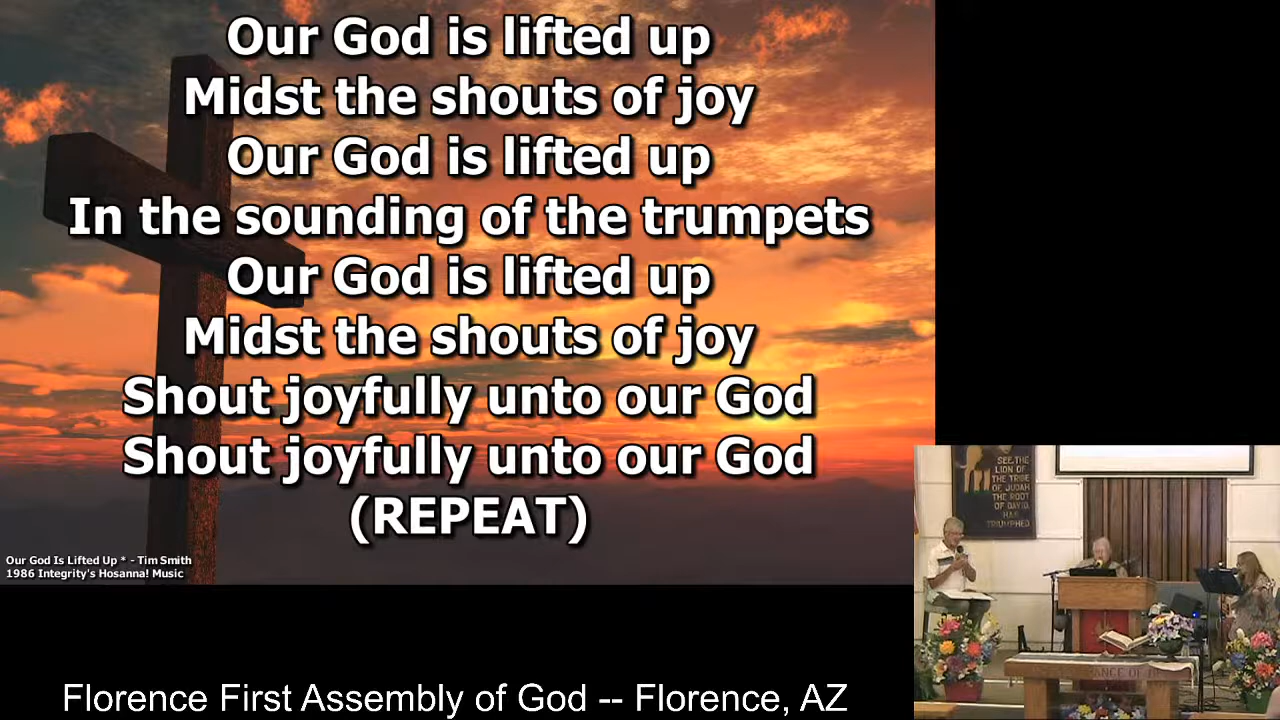 Our God is lifted up
Midst the shouts of joy
Our God is lifted up
In the sounding of the trumpets
Our God is lifted up
Midst the shouts of joy
Shout joyfully unto our God
Shout joyfully unto our God
(REPEAT)
Our God Is Lifted Up * - Tim Smith
1986 Integrity's Hosanna! Music
SEE, THE
LION OF
THE TRIBE
OF JUDAH
THE ROOT
OF DAVID,
HAS
TRIUMPHED
Florence First Assembly of God -- Florence, AZ